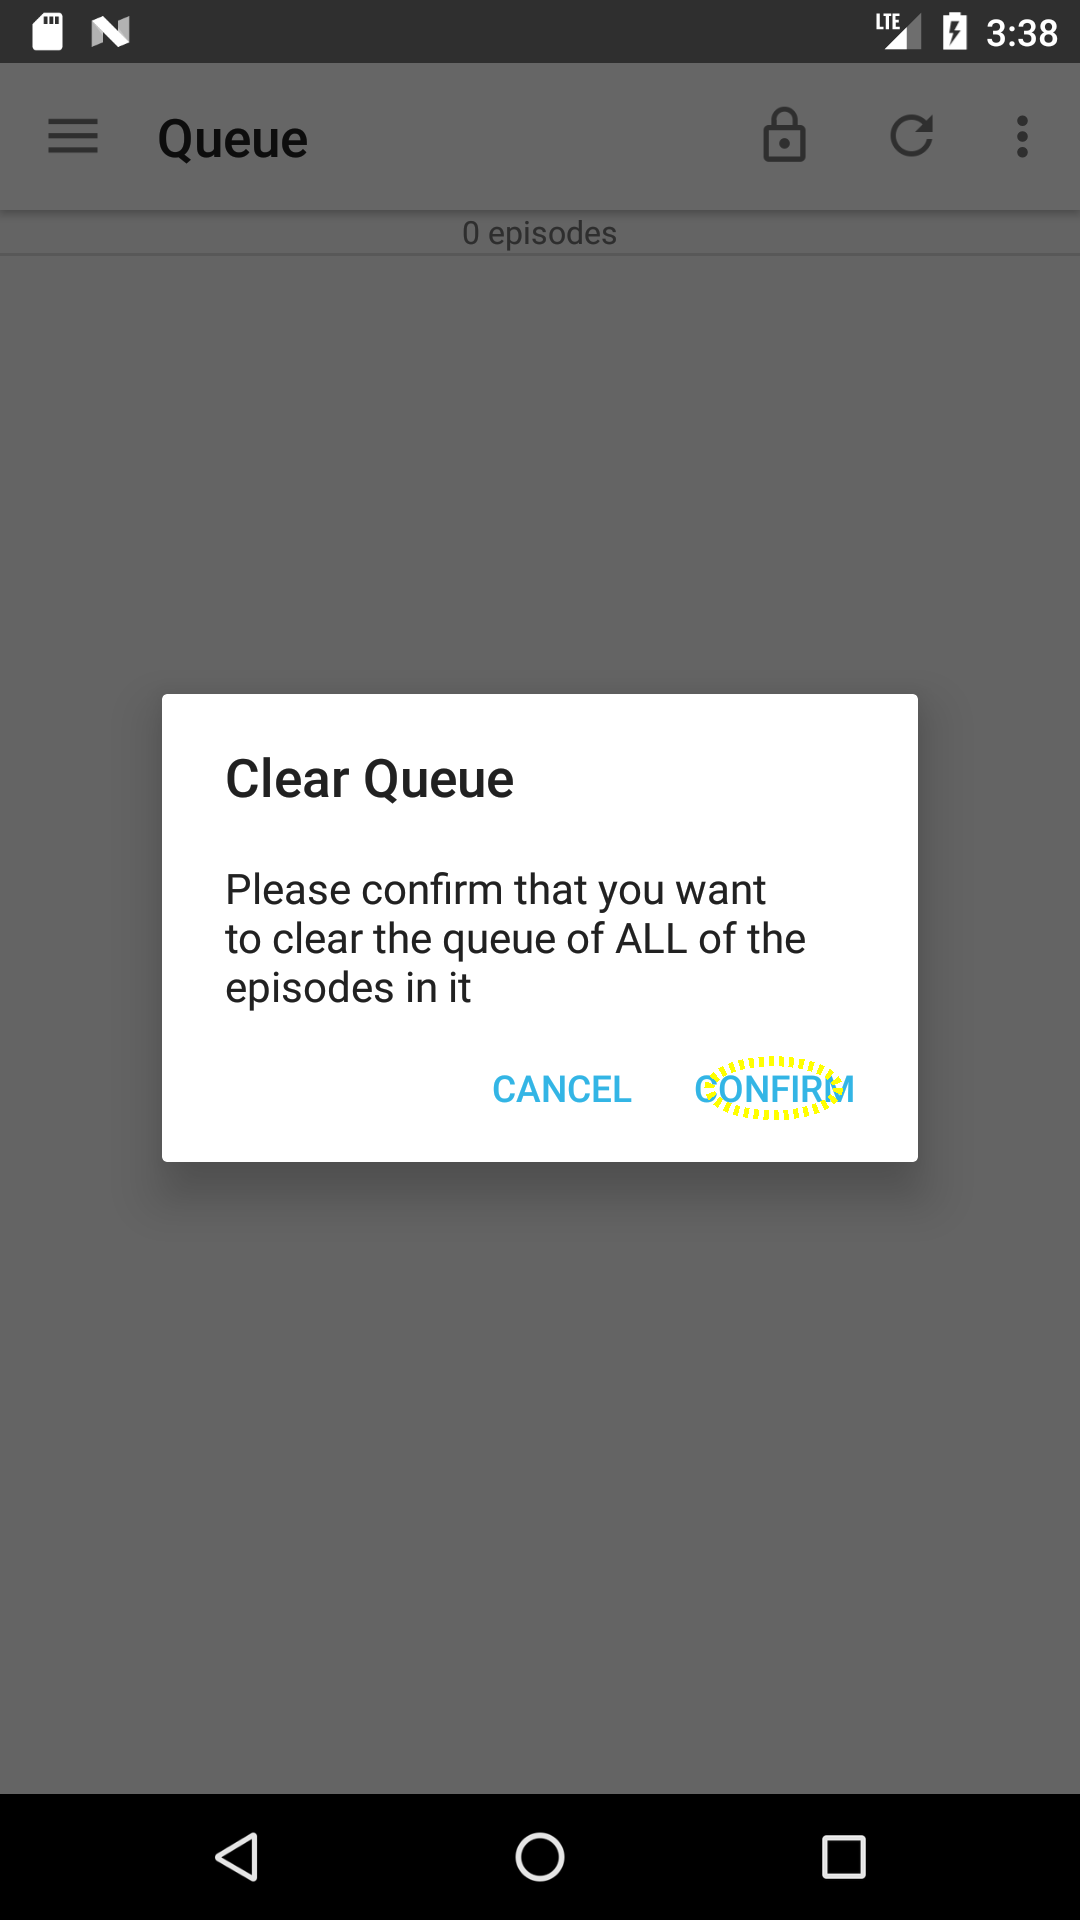 LTE 3:38
Queue
0 episodes
Clear Queue
Please confirm that you want
to clear the queue of ALL of the
episodes in it
CANCEL CONFIRM